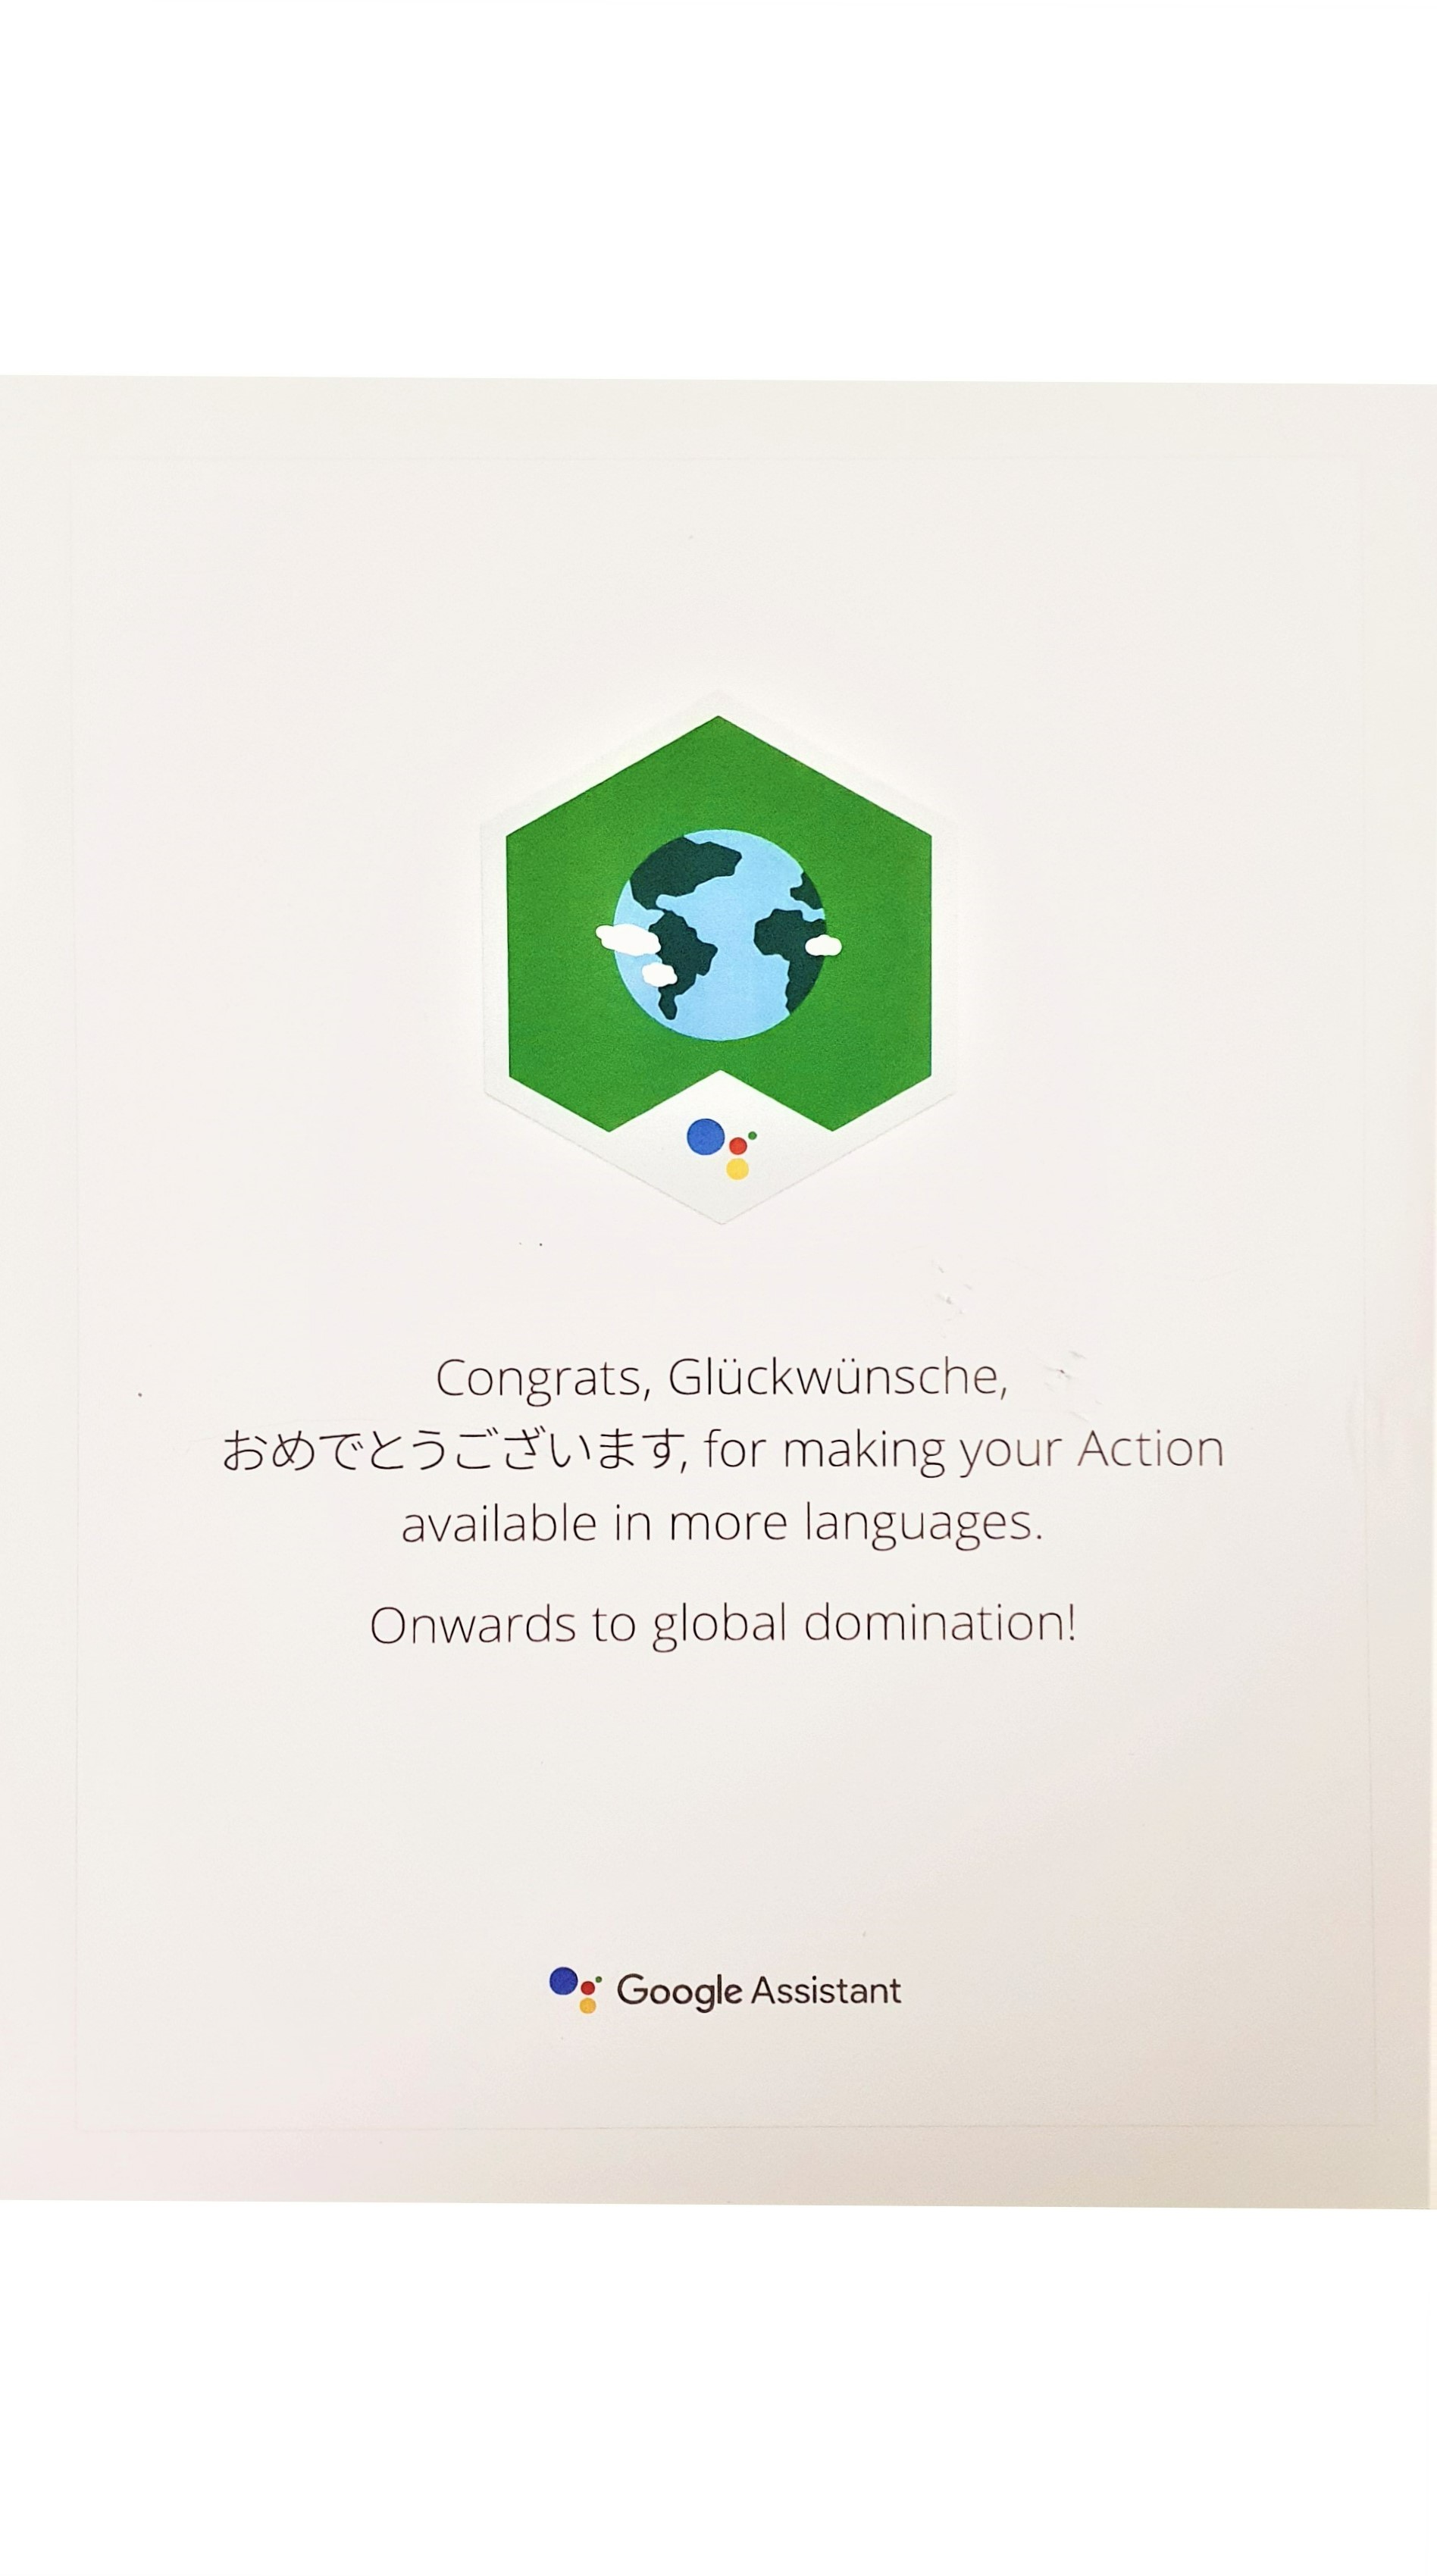 Congrats, Glückwünsche,
おめでとうございます, for making your Action
available in more languages.
Onwards to global domination!
Google Assistant